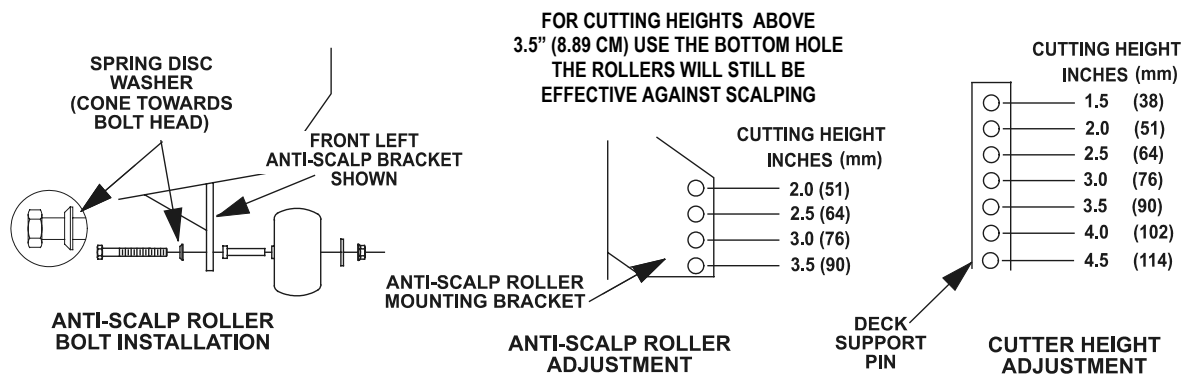 SPRING DISC
WASHER
(CONE TOWARDS
BOLT HEAD)
FRONT LEFT
ANTI-SCALP BRACKET
SHOWN
ANTI-SCALP ROLLER
BOLT INSTALLATION
FOR CUTTING HEIGHTS ABOVE
3.5” (8.89 CM) USE THE BOTTOM HOLE
THE ROLLERS WILL STILL BE
EFFECTIVE AGAINST SCALPING
CUTTING HEIGHT
INCHES (mm)
2.0 (51)
2.5 (64)
3.0 (76)
3.5 (90)
ANTI-SCALP ROLLER
MOUNTING BRACKET
ANTI-SCALP ROLLER
ADJUSTMENT
CUTTING HEIGHT
INCHES (mm)
1.5 (38)
2.0 (51)
2.5 (64)
3.0 (76)
3.5 (90)
4.0 (102)
4.5 (114)
DECK
SUPPORT
PIN
CUTTER HEIGHT
ADJUSTMENT